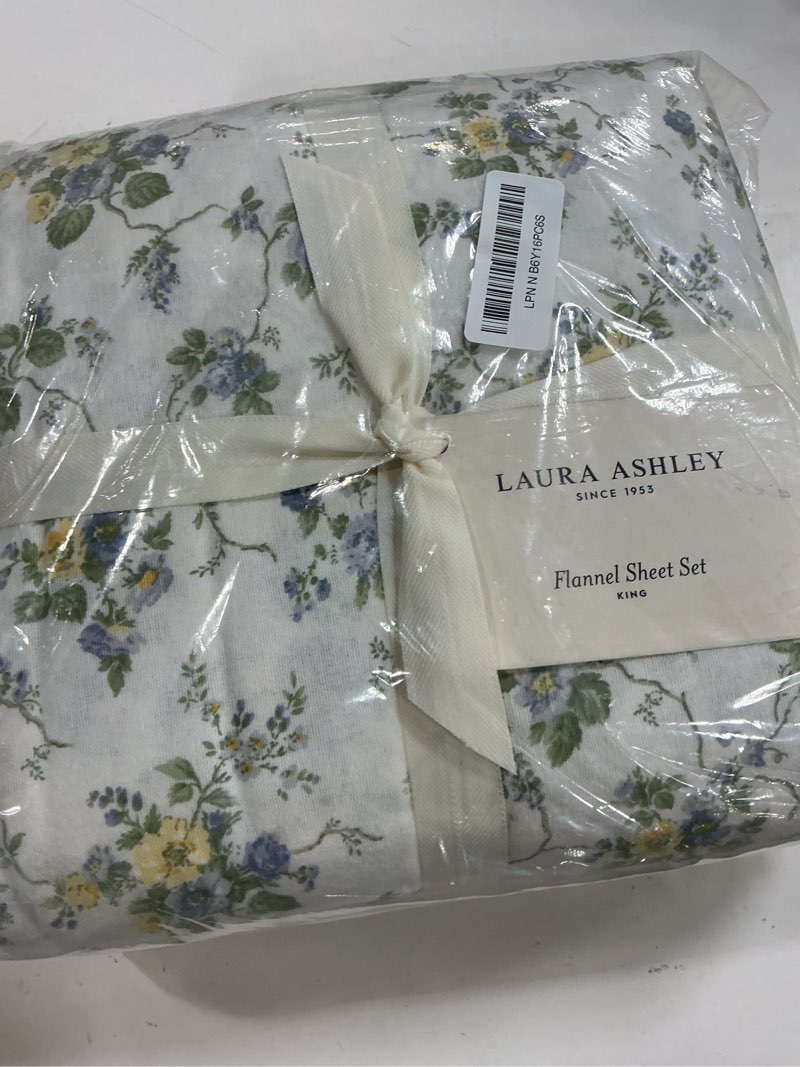 LPN N B6Y16PC6S
LAURA ASHLEY
SINCE 1953
Flannel Sheet Set
KING